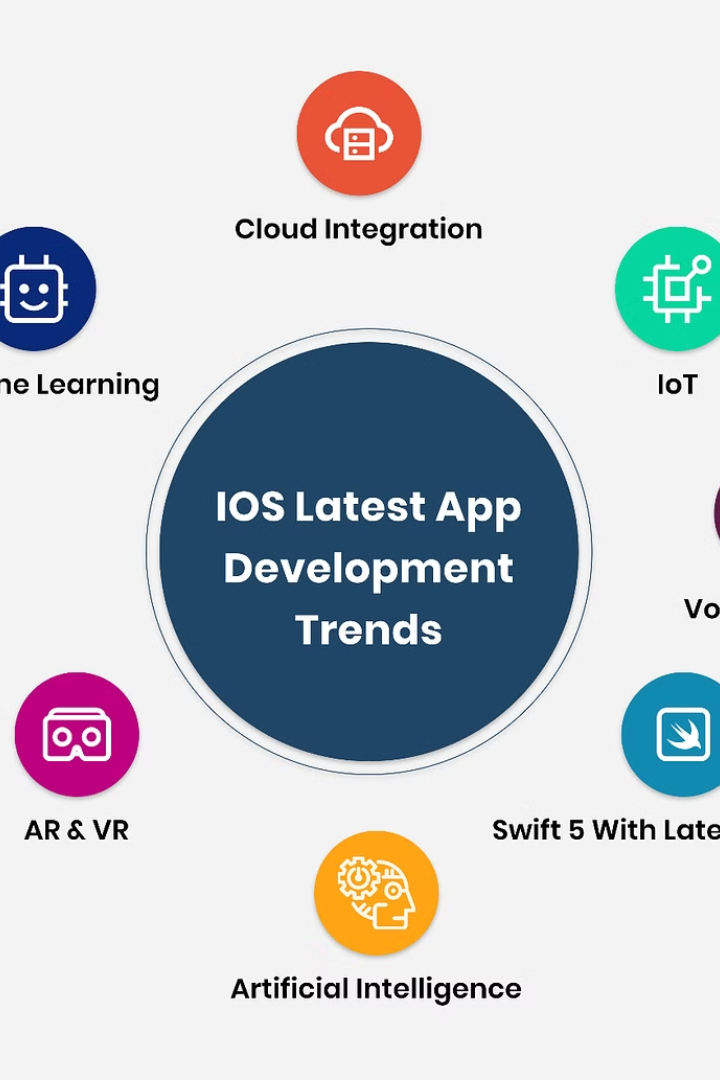 Cloud Integration
ne Learning
IoT
IOS Latest App
Development
Trends
Vo
AR & VR
Swift 5 With Late
Artificial Intelligence